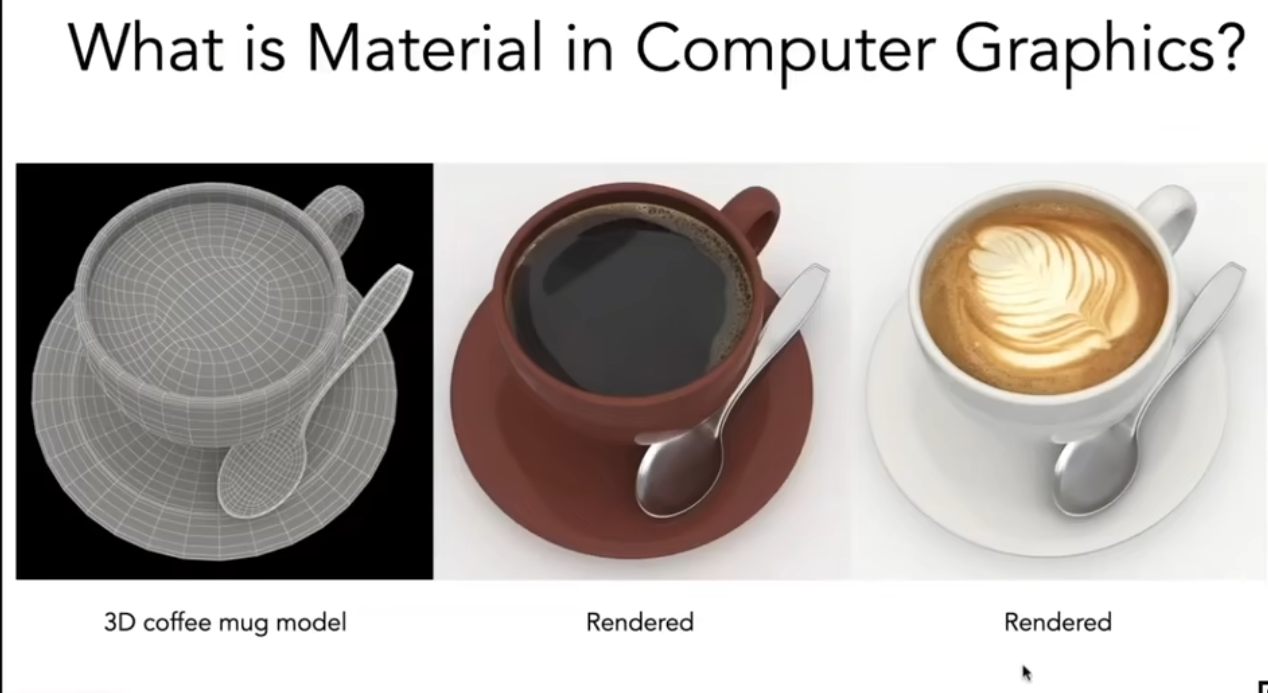 What is Material in Computer Graphics?
3D coffee mug model
Rendered
Rendered